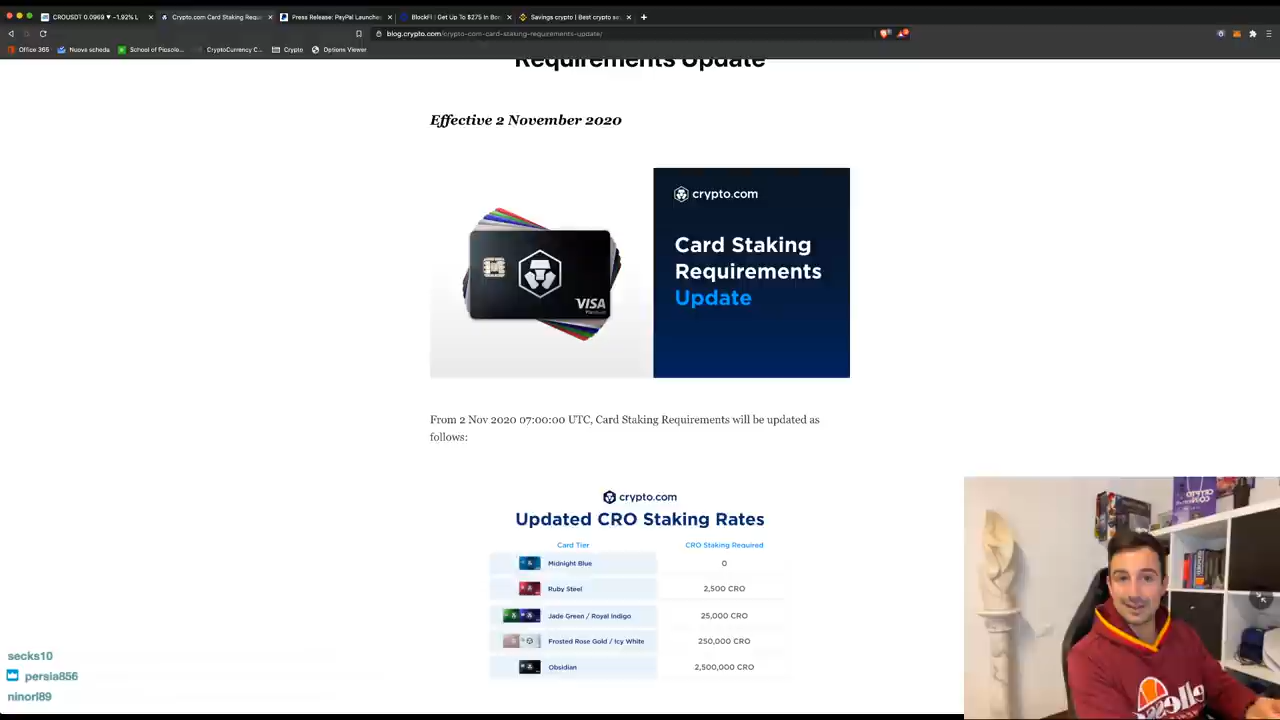 CROUSDT 0.0969 ▼ −1.92% L
Crypto.com Card Staking Requ
Press Release: PayPal Launches
BlockFi | Get Up To $275 In Bo
Savings crypto | Best crypto se
blog.crypto.com/crypto-com-card-staking-requirements-update/
Office 365
Nuove scheda
School of Picsolo...
CryptoCurrency C...
Crypto
Options Viewer
Requirements Update
Effective 2 November 2020
crypto.com
Card Staking
Requirements
Update
VISA
From 2 Nov 2020 07:00:00 UTC, Card Staking Requirements will be updated as
follows:
crypto.com
Updated CRO Staking Rates
Card Tier CRO Staking Required
Midnight Blue 0
Ruby Steel 2,500 CRO
Jade Green / Royal Indigo 25,000 CRO
Frosted Rose Gold / Icy White 250,000 CRO
Obsidian 2,500,000 CRO
secks10
persia856
ninorl89
ellesse